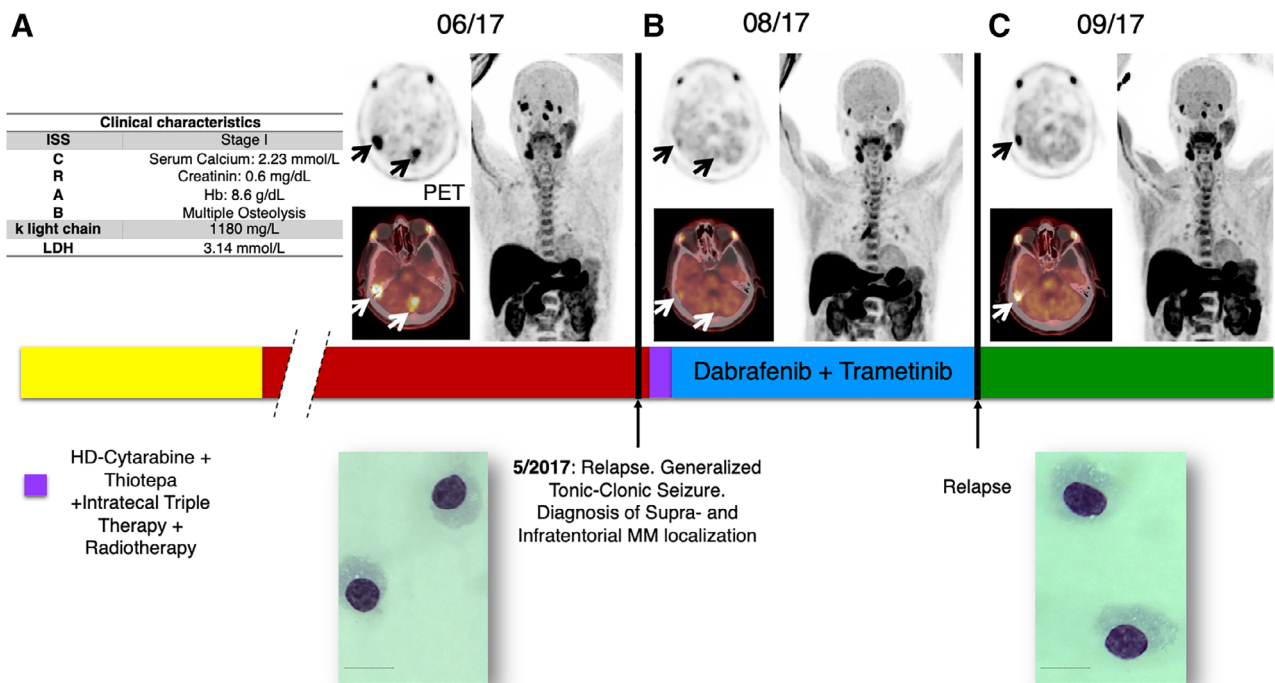 A
06/17
B
08/17
C
09/17
Clinical characteristics
ISS Stage I
C Serum Calcium: 2.23 mmol/L
R Creatinin: 0.6 mg/dL
A Hb: 8.6 g/dL
B Multiple Osteolysis
k light chain 1180 mg/L
LDH 3.14 mmol/L
PET
Dabrafenib + Trametinib
HD-Cytarabine +
Thiotepa
+Intratecal Triple
Therapy +
Radiotherapy
5/2017: Relapse. Generalized
Tonic-Clonic Seizure.
Diagnosis of Supra- and
Infratentorial MM localization
Relapse